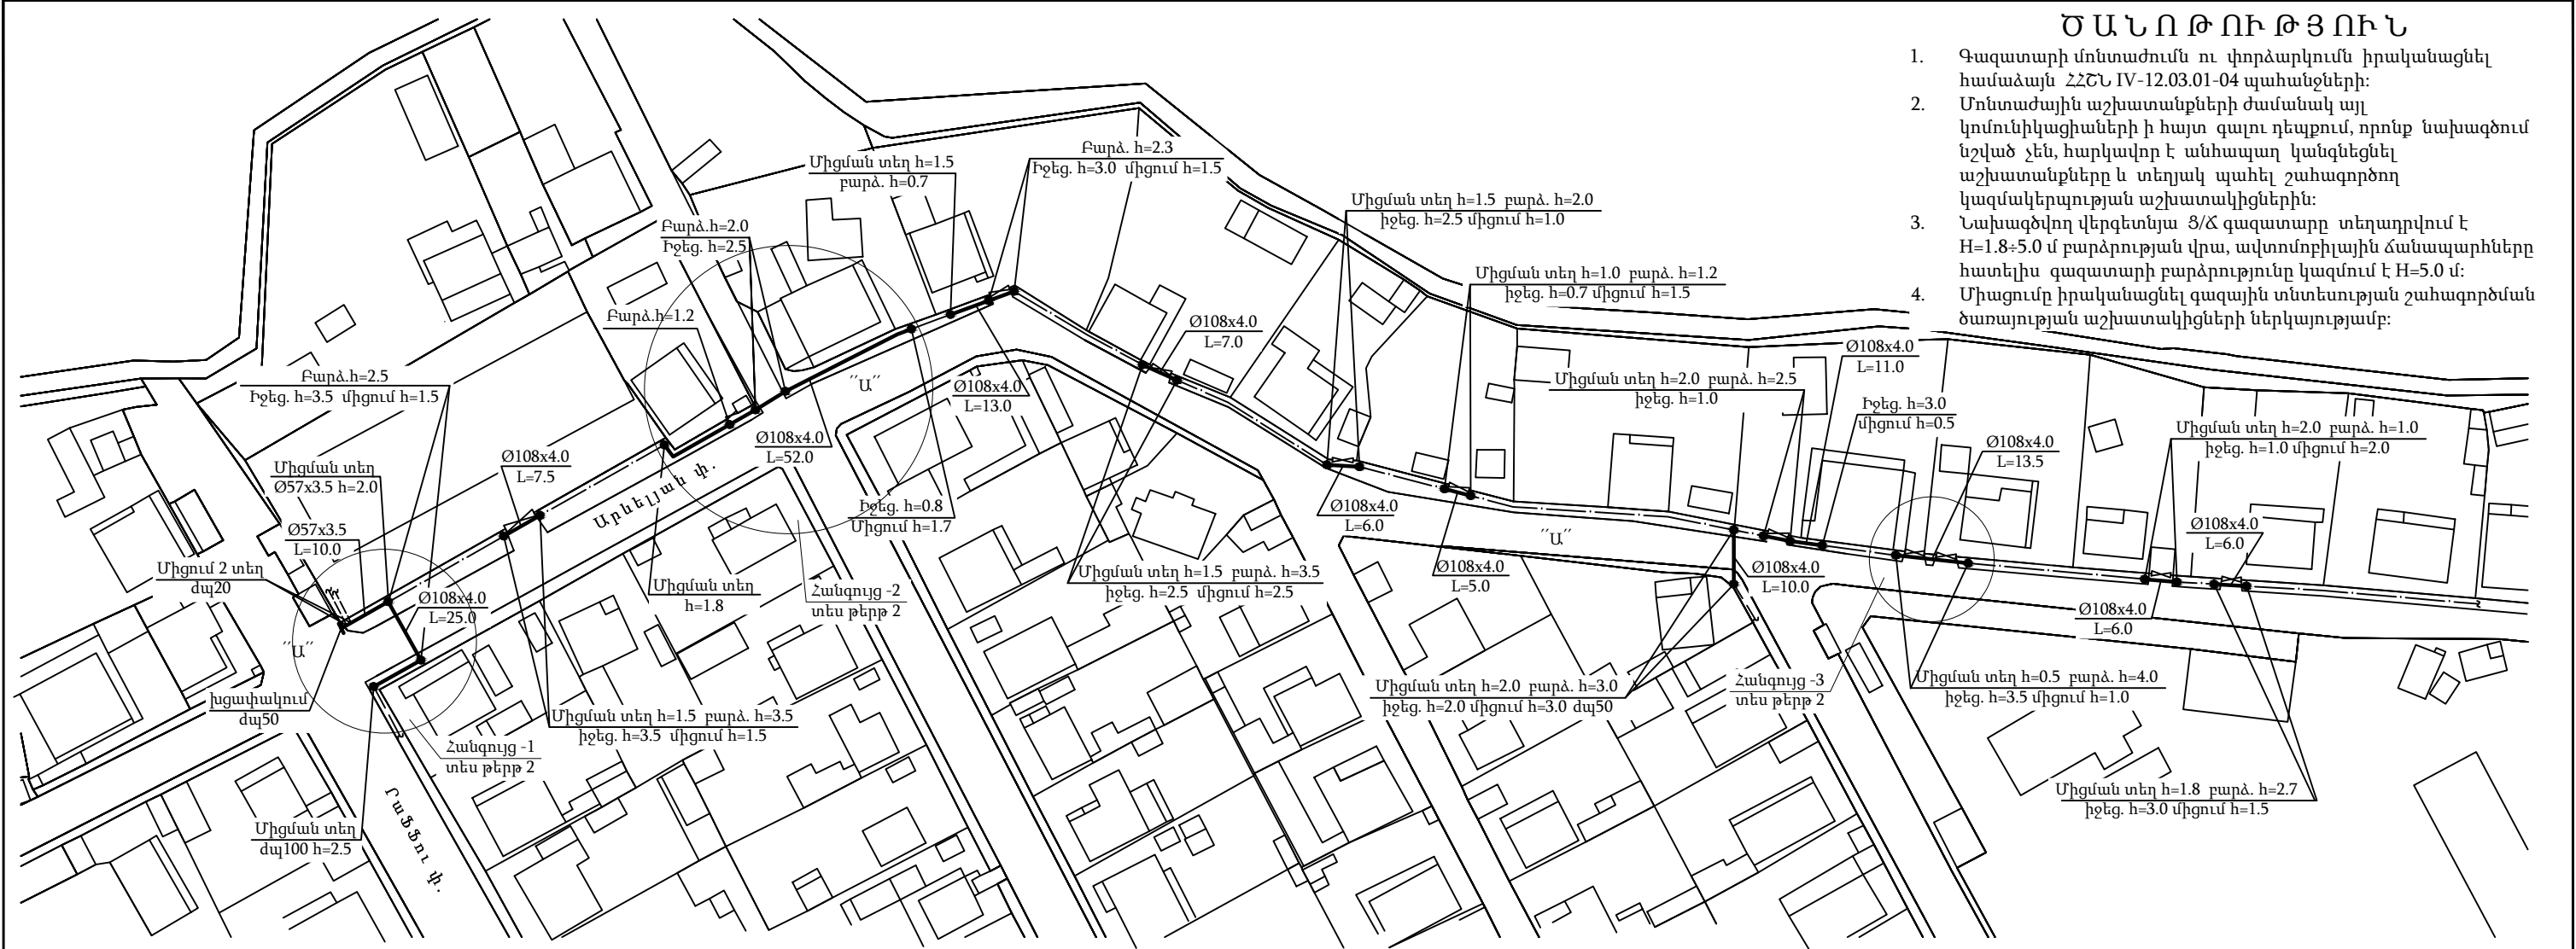 ԾԱՆՈԹՈՒԹՅՈՒՆ
1. Գազատարի մոնտաժումն ու փորձարկումն իրականացնել
համաձայն ՀՀՇՆ IV-12.03.01-04 պահանջների:
2. Մոնտաժային աշխատանքների ժամանակ այլ
կոմունիկացիաների ի հայտ գալու դեպքում, որոնք նախագծում
նշված չեն, հարկավոր է անհապաղ կանգնեցնել
աշխատանքները և տեղյակ պահել շահագործող
կազմակերպության աշխատակիցներին:
3. Նախագծվող վերգետնյա Ց/Ճ գազատարը տեղադրվում է
H=1.8÷5.0 մ բարձրության վրա, ավտոմոբիլային ճանապարհները
հատելիս գազատարի բարձրությունը կազմում է H=5.0 մ:
4. Միացումը իրականացնել գազային տնտեսության շահագործման
ծառայության աշխատակիցների ներկայությամբ:
Միցման տեղ h=1.5
բարձ. h=0.7
Բարձ. h=2.3
Իջեց. h=3.0 միցում h=1.5
Միցման տեղ h=1.5 բարձ. h=2.0
իջեց. h=2.5 միցում h=1.0
Բարձ.h=2.0
Իջեց. h=2.5
Միցման տեղ h=1.0 բարձ. h=1.2
իջեց. h=0.7 միցում h=1.5
Բարձ.h=1.2
Ø108x4.0
L=7.0
Ø108x4.0
L=11.0
Բարձ.h=2.5
Իջեց. h=3.5 միցում h=1.5
՛՛Ա՛՛
Ø108x4.0
L=13.0
Միցման տեղ h=2.0 բարձ. h=2.5
իջեց. h=1.0
Իջեց. h=3.0
միցում h=0.5
Միցման տեղ h=2.0 բարձ. h=1.0
իջեց. h=1.0 միցում h=2.0
Ø108x4.0
L=52.0
Ø108x4.0
L=13.5
Միցման տեղ
Ø57x3.5 h=2.0
Ø108x4.0
L=7.5
Արևելյան փ.
Իջեց. h=0.8
Միցում h=1.7
Ø108x4.0
L=6.0
Ø57x3.5
L=10.0
՛՛Ա՛՛
Ø108x4.0
L=6.0
Միցում 2 տեղ
դպ20
Միցման տեղ
h=1.8
Հանգույց -2
տես թերթ 2
Միցման տեղ h=1.5 բարձ. h=3.5
իջեց. h=2.5 միցում h=2.5
Ø108x4.0
L=5.0
Ø108x4.0
L=10.0
Ø108x4.0
L=25.0
Ø108x4.0
L=6.0
՛՛Ա՛՛
խցափակում
դպ50
Միցման տեղ h=2.0 բարձ. h=3.0
իջեց. h=2.0 միցում h=3.0 դպ50
Հանգույց -3
տես թերթ 2
Միցման տեղ h=0.5 բարձ. h=4.0
իջեց. h=3.5 միցում h=1.0
Միցման տեղ h=1.5 բարձ. h=3.5
իջեց. h=3.5 միցում h=1.5
Հանգույց -1
տես թերթ 2
Միցման տեղ h=1.8 բարձ. h=2.7
իջեց. h=3.0 միցում h=1.5
Րաֆֆու փ.
Միցման տեղ
դպ100 h=2.5